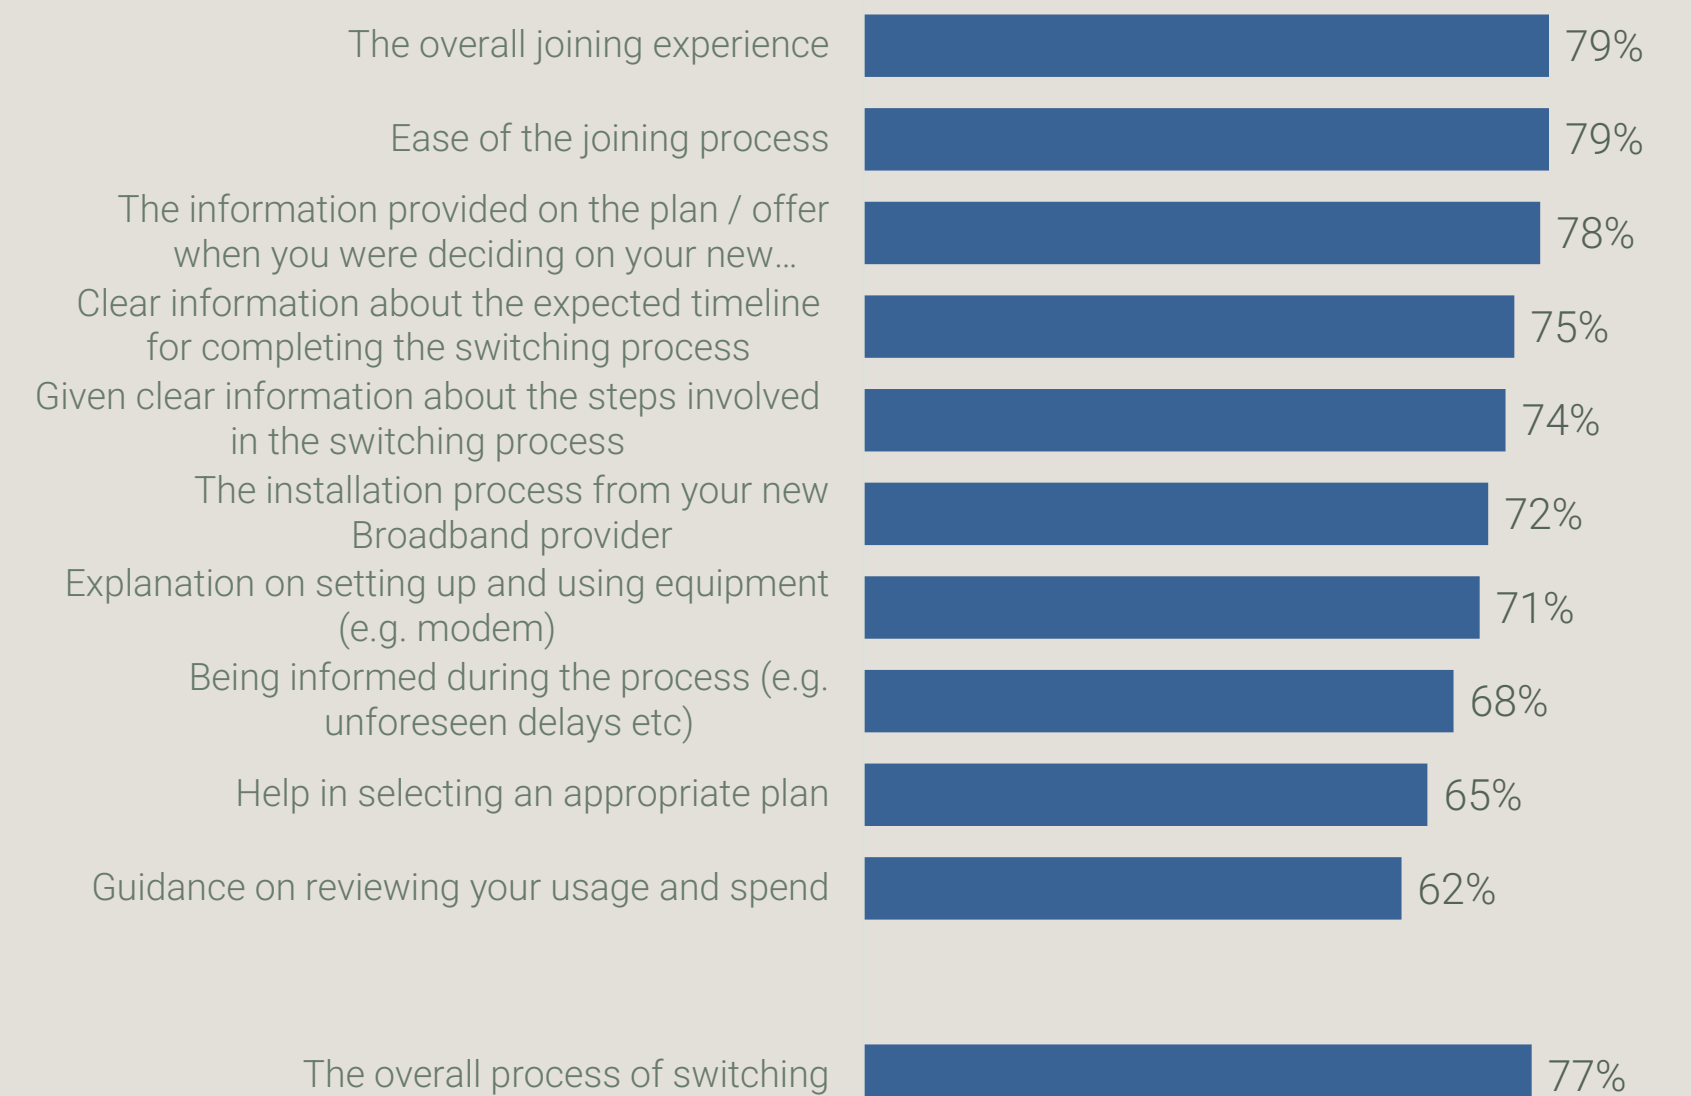 The overall joining experience 79%
Ease of the joining process 79%
The information provided on the plan / offer
when you were deciding on your new… 78%
Clear information about the expected timeline
for completing the switching process 75%
Given clear information about the steps involved
in the switching process 74%
The installation process from your new
Broadband provider 72%
Explanation on setting up and using equipment
(e.g. modem) 71%
Being informed during the process (e.g.
unforeseen delays etc) 68%
Help in selecting an appropriate plan 65%
Guidance on reviewing your usage and spend 62%
The overall process of switching 77%